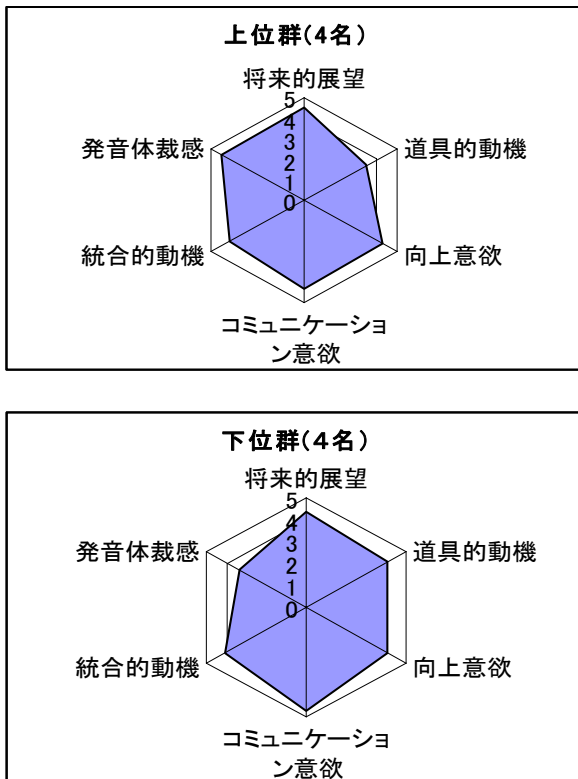 上位群(4名)
将来的展望
5
4
3
2
1
0
発音体裁感
道具的動機
統合的動機
向上意欲
コミュニケーショ
ン意欲
下位群(4名)
将来的展望
5
4
3
2
1
0
発音体裁感
道具的動機
統合的動機
向上意欲
コミュニケーショ
ン意欲